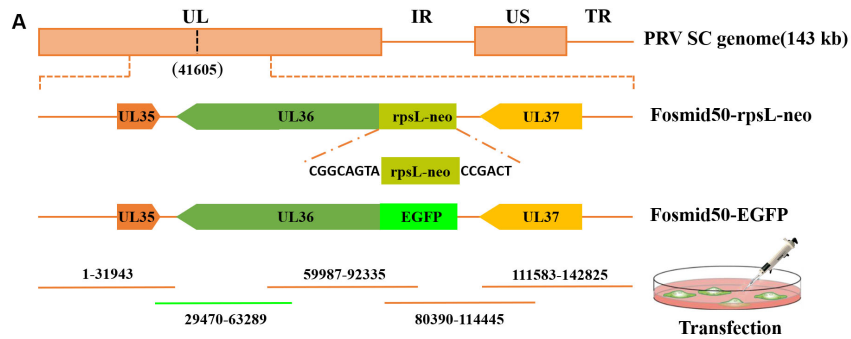 A
UL IR US TR
PRV SC genome(143 kb)
(41605)
UL35 UL36 rpsL-neo UL37 Fosmid50-rpsL-neo
CGGCAGTA rpsL-neo CCGACT
UL35 UL36 EGFP UL37 Fosmid50-EGFP
1-31943 59987-92335 111583-142825
29470-63289 80390-114445
Transfection